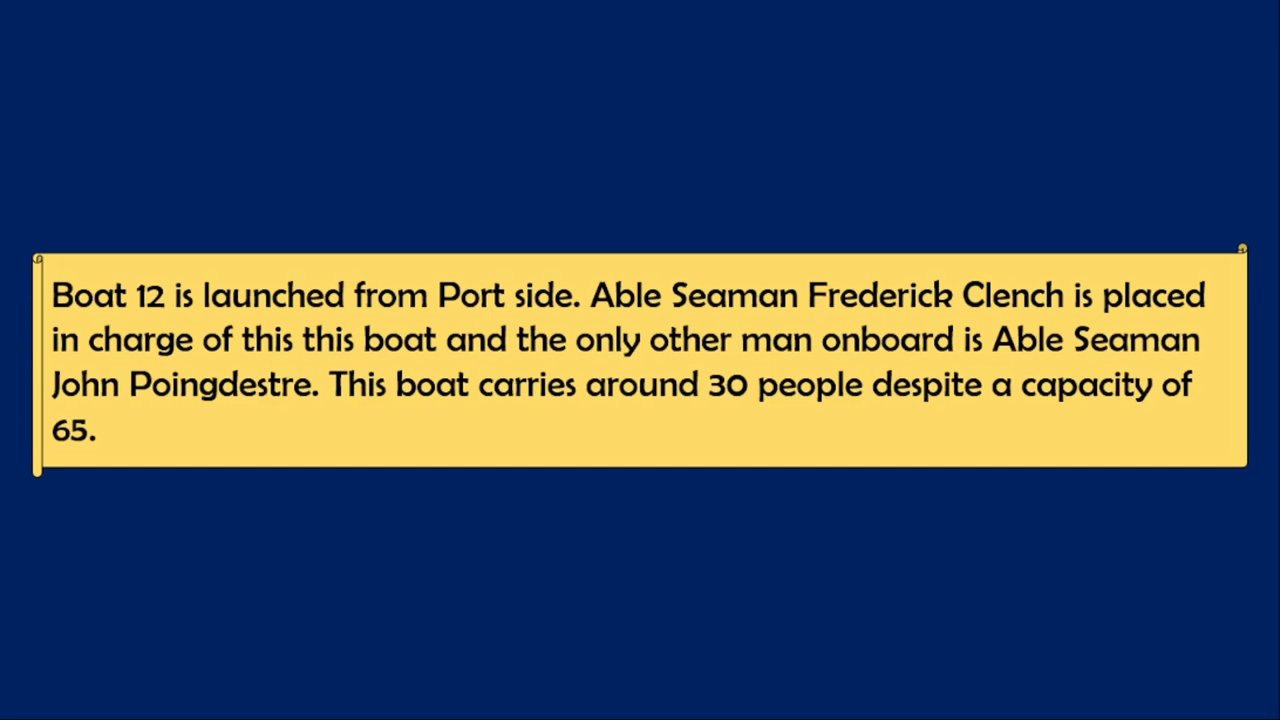 Boat 12 is launched from Port side. Able Seaman Frederick Clench is placed
in charge of this this boat and the only other man onboard is Able Seaman
John Poingdestre. This boat carries around 30 people despite a capacity of
65.